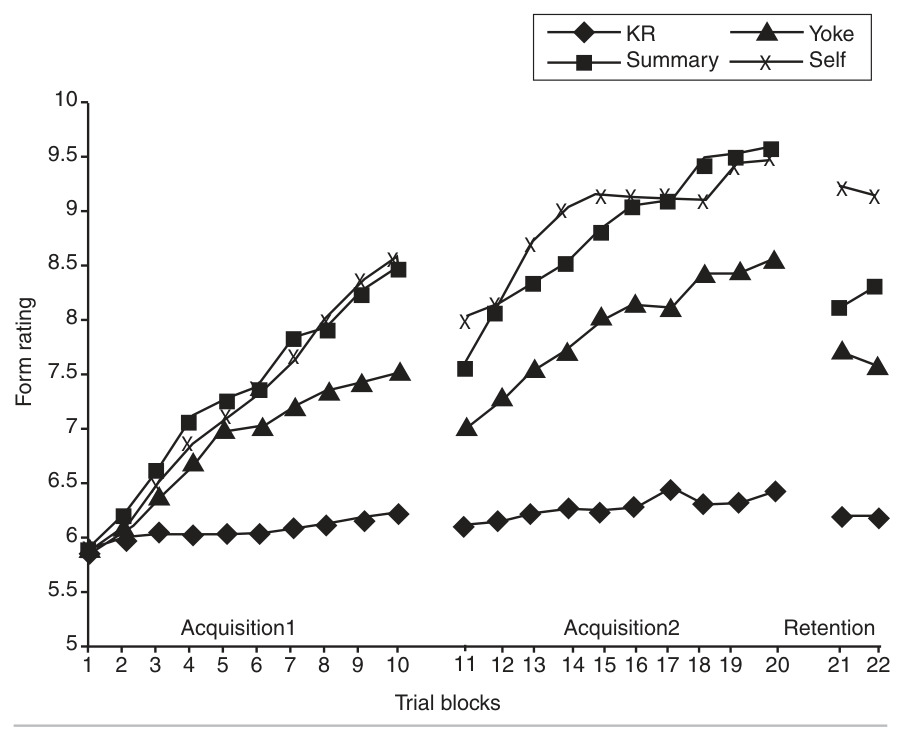 KR Yoke
Summary Self
10
9.5
9
8.5
8
7.5
7
6.5
6
5.5
5
Form rating
Acquisition1 Acquisition2 Retention
1 2 3 4 5 6 7 8 9 10 11 12 13 14 15 16 17 18 19 20 21 22
Trial blocks